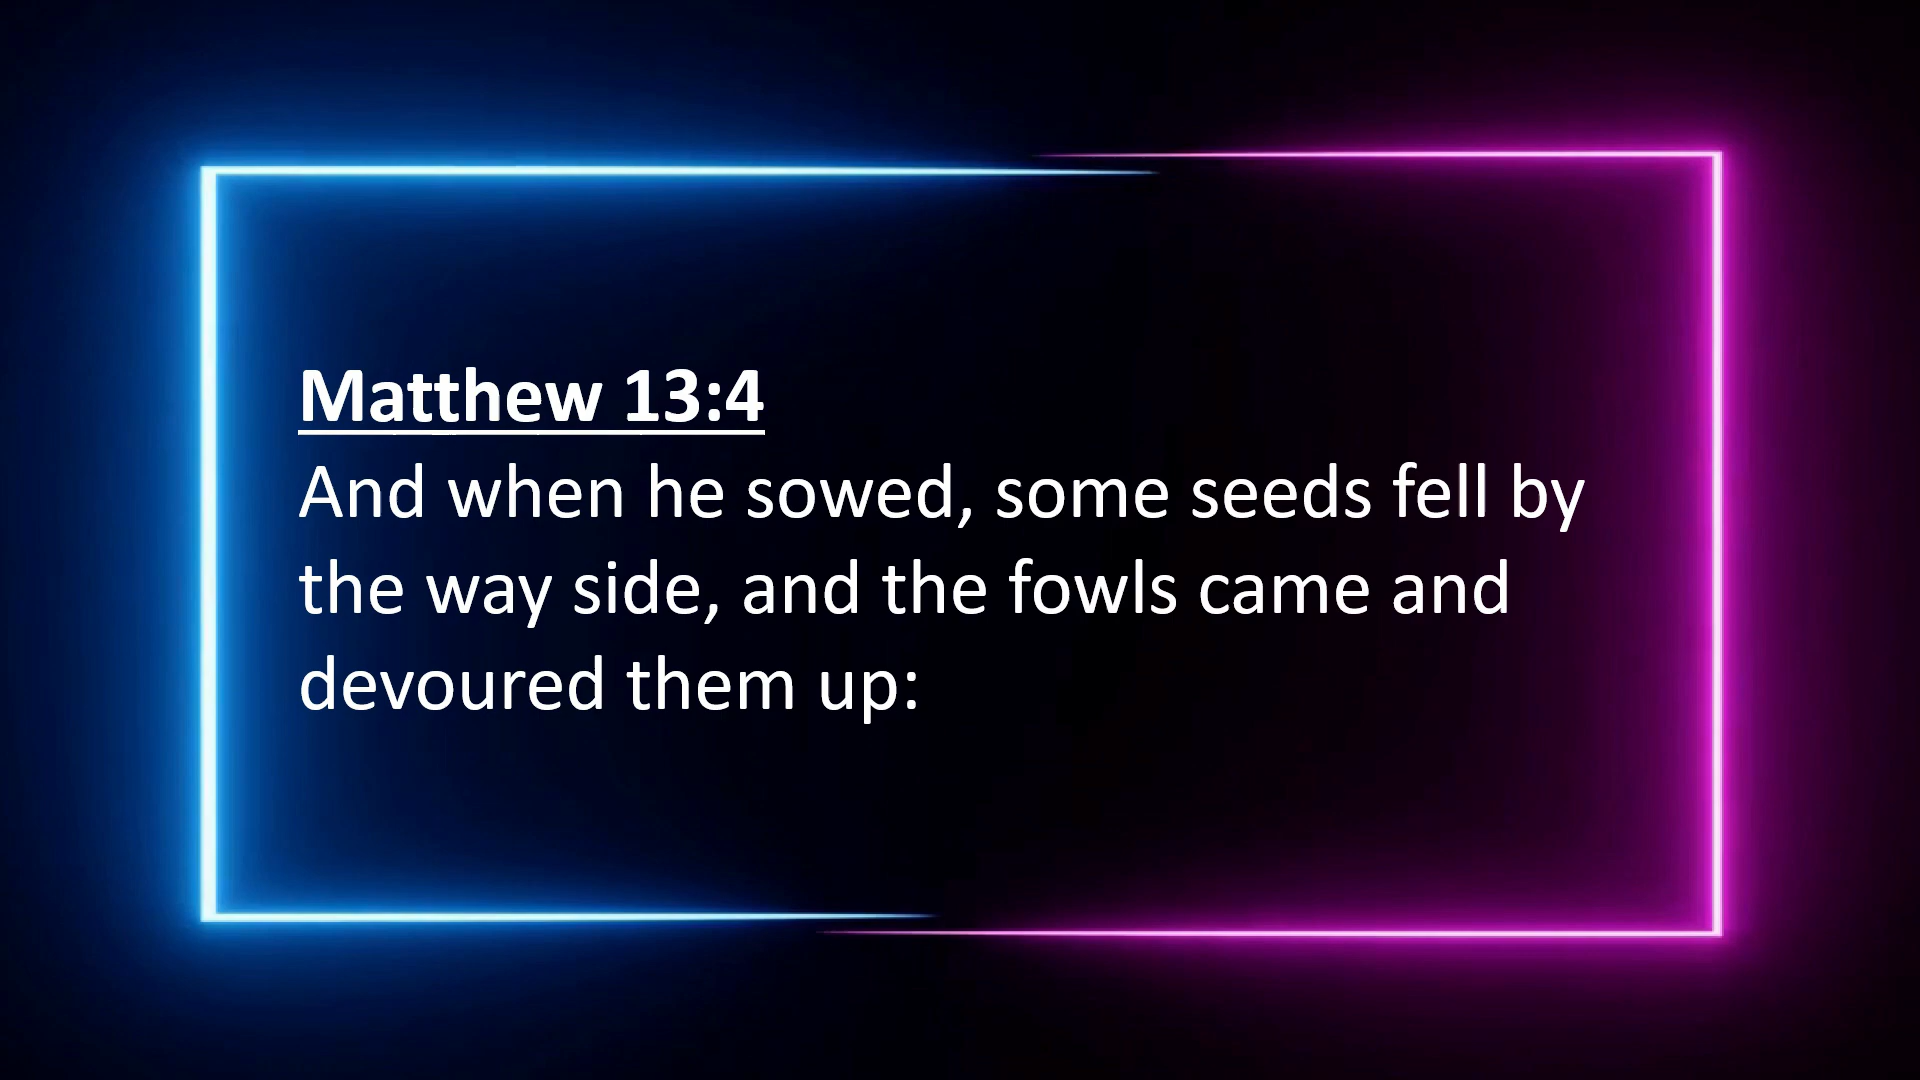 Matthew 13:4
And when he sowed, some seeds fell by
the way side, and the fowls came and
devoured them up: